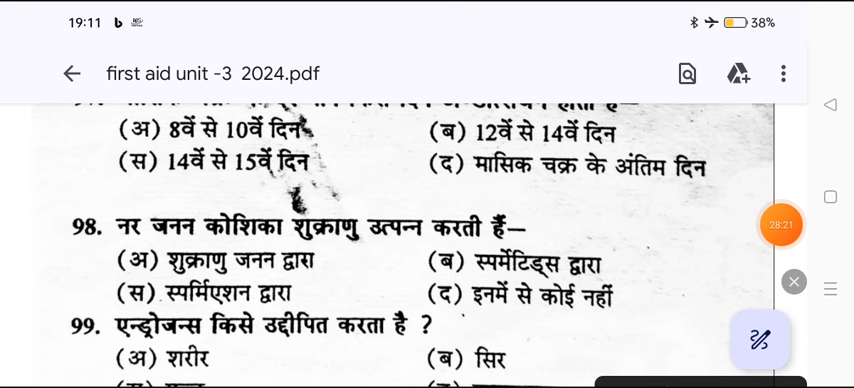 19:11 38%
first aid unit -3 2024.pdf
(अ) 8वें से 10वें दिन (ब) 12वें से 14वें दिन
(स) 14वें से 15वें दिन (द) मासिक चक्र के अंतिम दिन
98. नर जनन कोशिका शुक्राणु उत्पन्न करती हैं—
(अ) शुक्राणु जनन द्वारा (ब) स्पर्मेटिड्स द्वारा
28:21
(स) स्पर्मिएशन द्वारा (द) इनमें से कोई नहीं
99. एन्ड्रोजन्स किसे उद्दीपित करता है ?
(अ) शरीर (ब) सिर